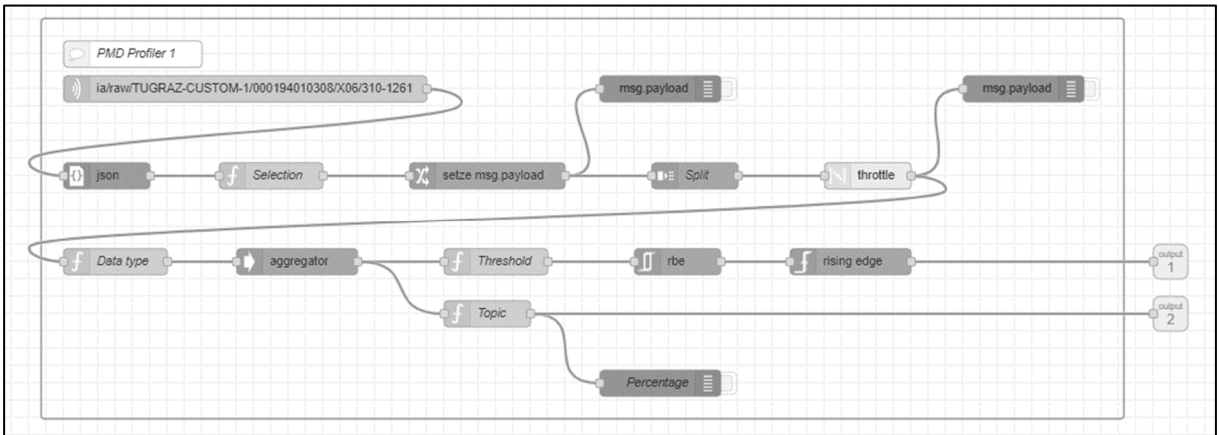 PMD Profiler 1
ia/raw/TUGRAZ-CUSTOM-1/000194010308/X06/310-1261
msg.payload
msg.payload
json
Selection
setze msg.payload
Split
throttle
Data type
aggregator
Threshold
rbe
rising edge
output
1
Topic
output
2
Percentage